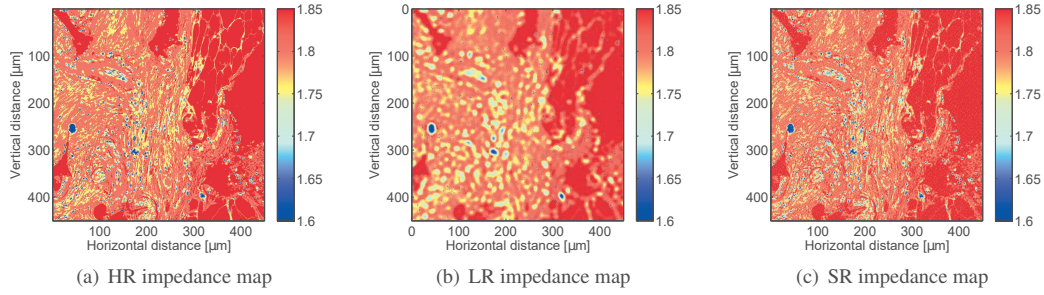 1.85
100
1.8
200
1.75
300
1.7
400
1.65
1.6
100 200 300 400
Vertical distance [µm]
Horizontal distance [µm]
(a) HR impedance map
0
1.85
100
1.8
200
1.75
300
1.7
400
1.65
1.6
0 100 200 300 400
Vertical distance [µm]
Horizontal distance [µm]
(b) LR impedance map
1.85
100
1.8
200
1.75
300
1.7
400
1.65
1.6
100 200 300 400
Vertical distance [µm]
Horizontal distance [µm]
(c) SR impedance map